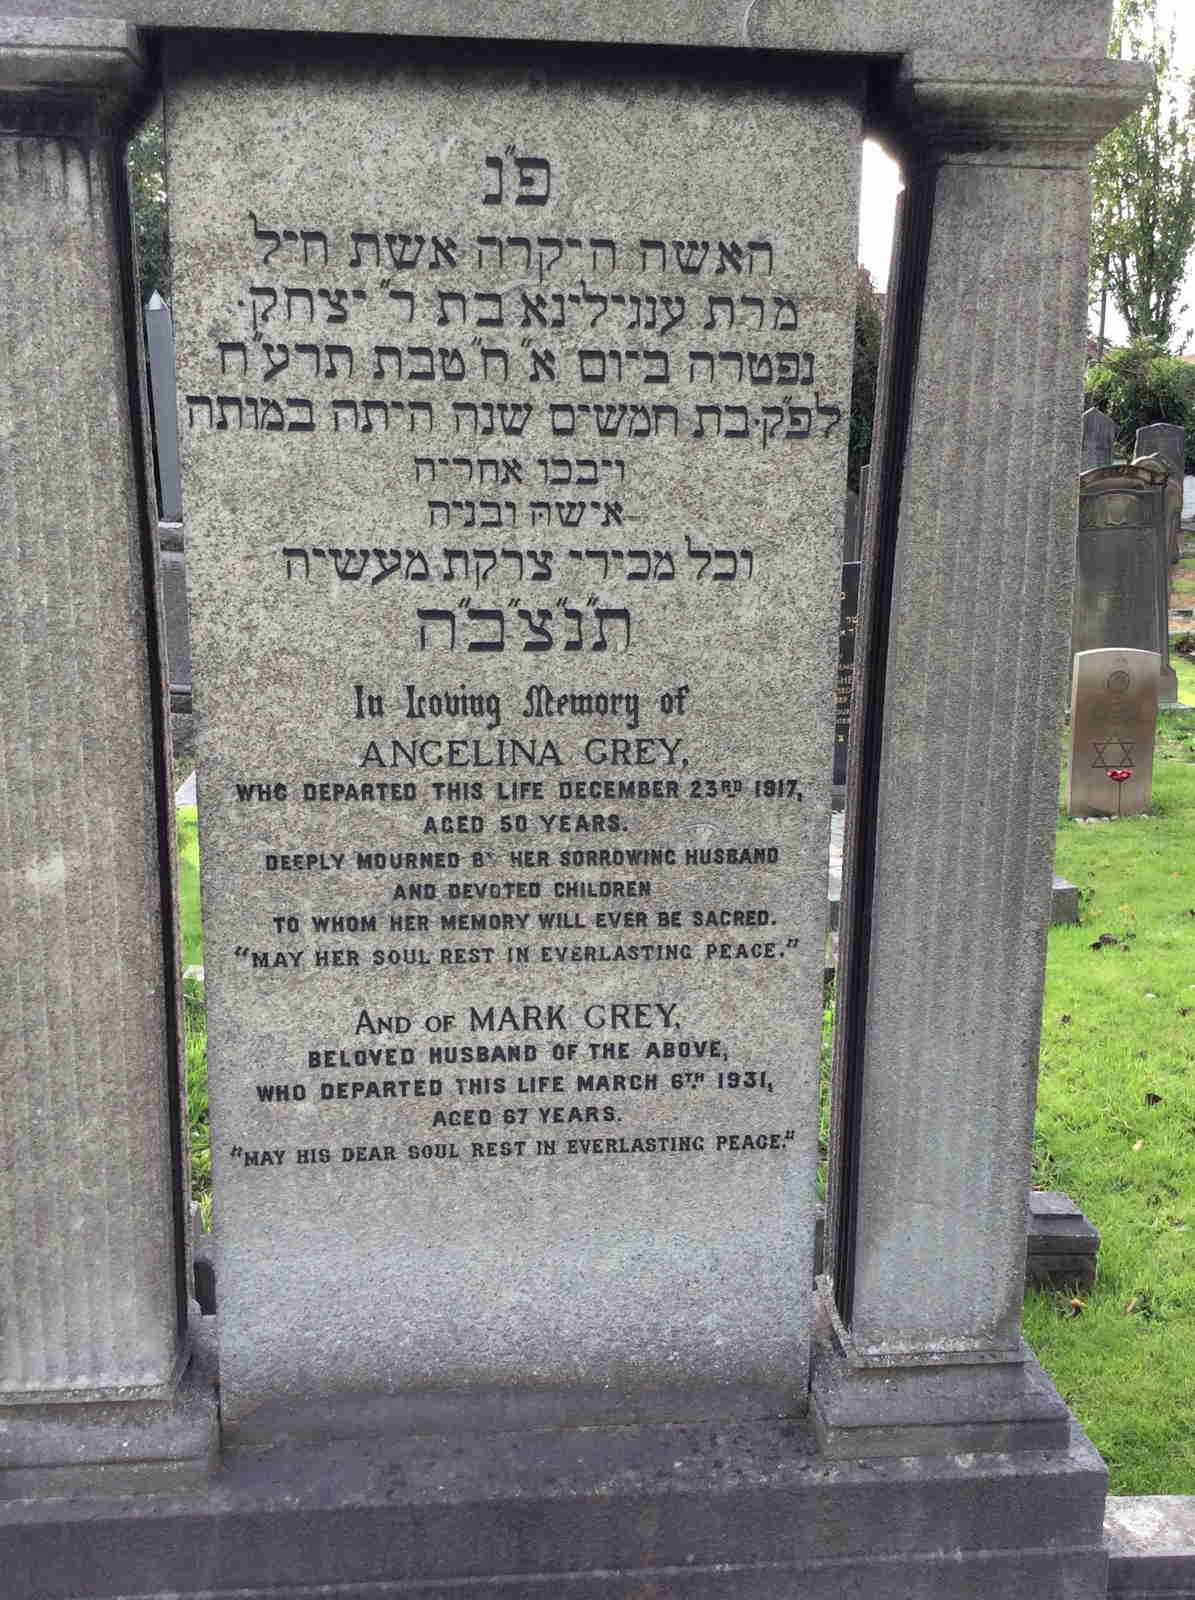 פ״נ
האשה היקרה אשת חיל
מרת ענגילינא בת ר״ יצחק.
נפטרה ביום א״ ח״ טבת תרע״ח
לפ״ק. בת חמשים שנה היתה במותה
ויבכו אחריה
אישה ובניה
וכל מכירי צרקת מעשיה
ת״נ״צ״ב״ה
In Loving Memory of
ANGELINA GREY,
WHO DEPARTED THIS LIFE DECEMBER 23RD 1917,
AGED 50 YEARS.
DEEPLY MOURNED BY HER SORROWING HUSBAND
AND DEVOTED CHILDREN
TO WHOM HER MEMORY WILL EVER BE SACRED.
"MAY HER SOUL REST IN EVERLASTING PEACE."
AND OF MARK GREY,
BELOVED HUSBAND OF THE ABOVE,
WHO DEPARTED THIS LIFE MARCH 6TH 1931,
AGED 67 YEARS.
"MAY HIS DEAR SOUL REST IN EVERLASTING PEACE."